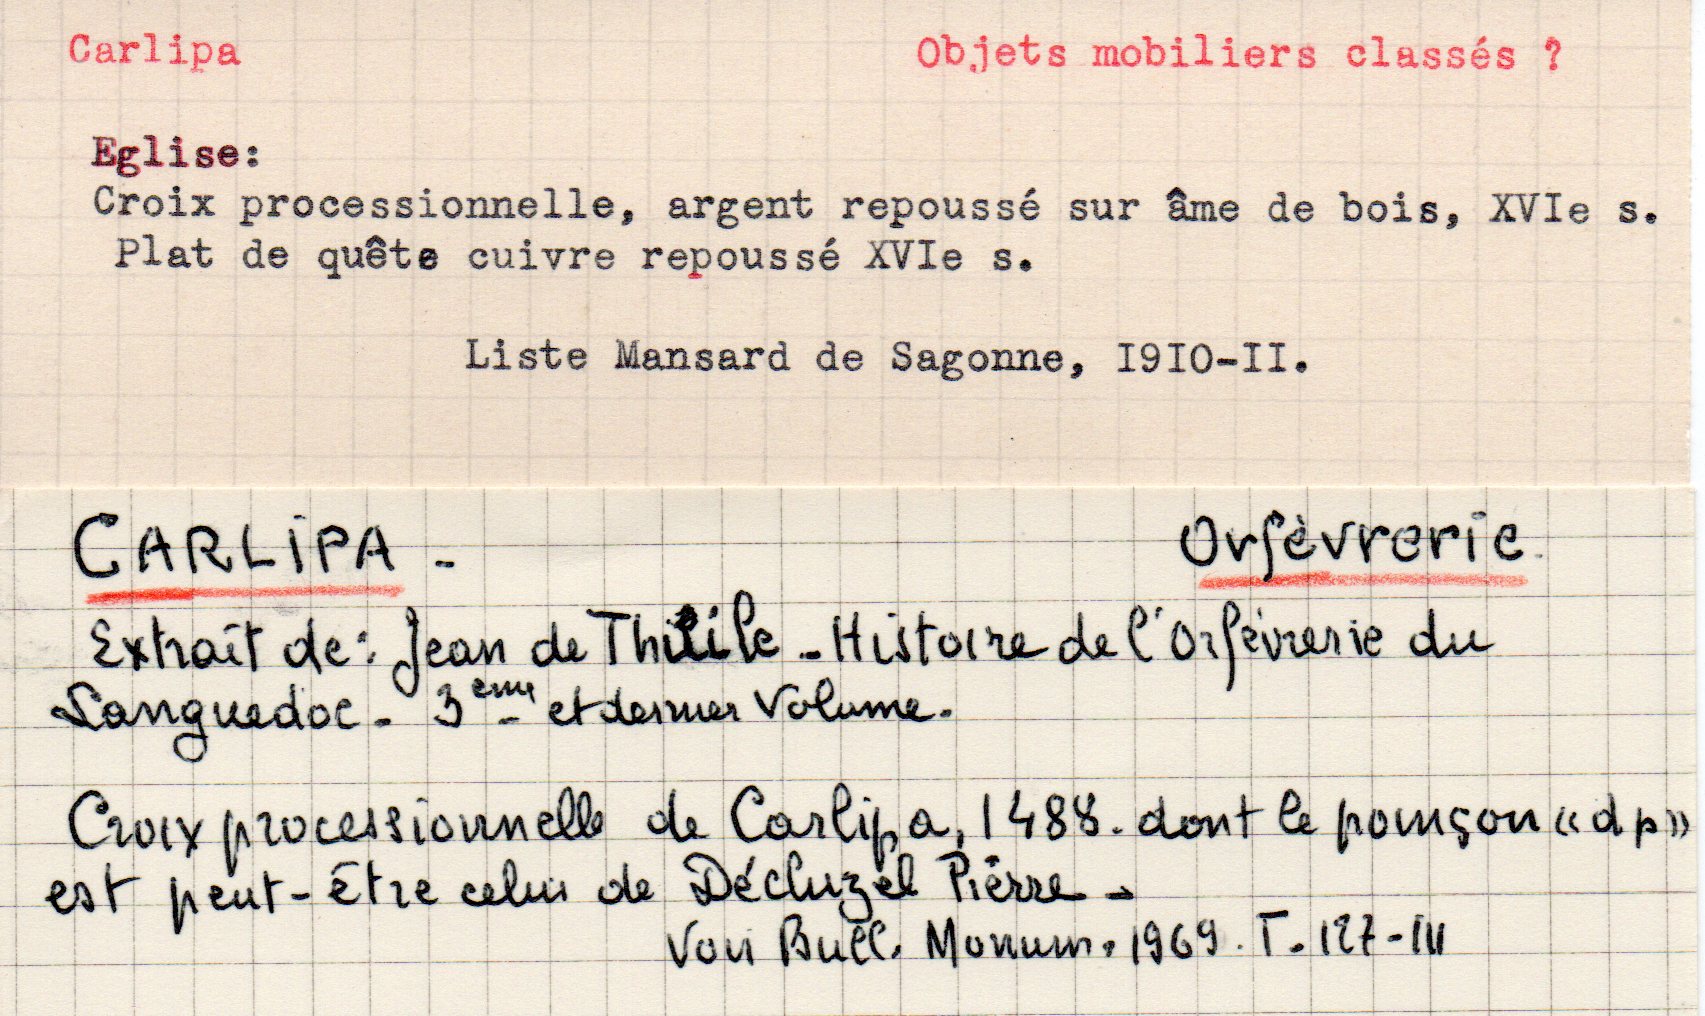 Carlipa Objets mobiliers classés ?
Eglise:
Croix processionnelle, argent repoussé sur âme de bois, XVIe s.
Plat de quête cuivre repoussé XVIe s.
Liste Mansard de Sagonne, I9I0-II.
CARLIPA - Orfèvrerie.
Extrait de: Jean de Thiile - Histoire de l'Orfèvrerie du
Languedoc - 3ème et dernier Volume.
Croix processionnelle de Carlipa, 1488. dont le poinçon «dp»
est peut-Être celui de Décluzel Pierre -
Voir Bull. Monum. 1969. T. 127-III